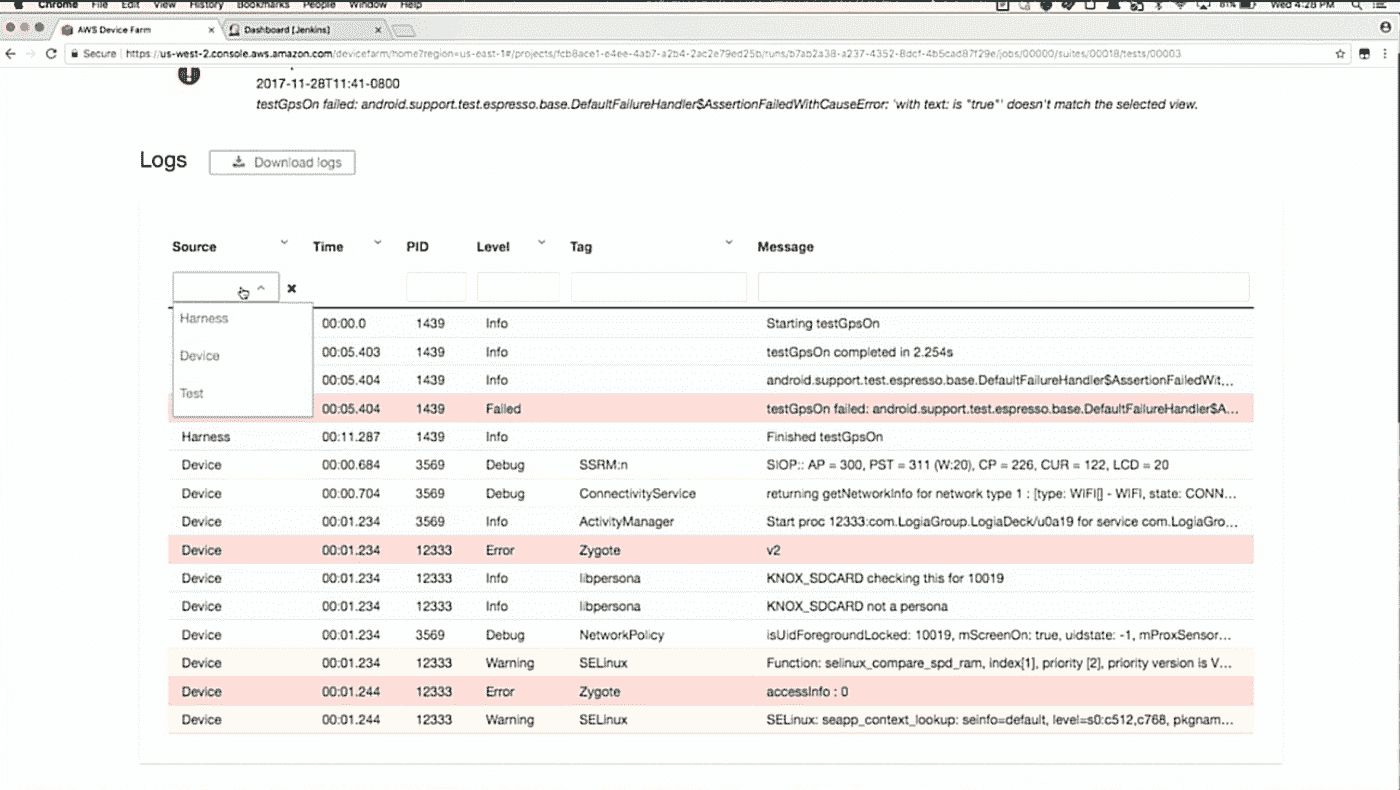 Chrome File Edit View History Bookmarks People Window Help 81% Wed 4:28 PM
AWS Device Farm Dashboard [Jenkins]
Secure https://us-west-2.console.aws.amazon.com/devicefarm/home?region=us-east-1#/projects/fcb8ace1-e4ee-4ab7-a2b4-2ac2e79ed25b/runs/b7ab2a38-a237-4352-8dcf-4b5cad87f29e/jobs/00000/suites/00018/tests/00003
2017-11-28T11:41-0800
testGpsOn failed: android.support.test.espresso.base.DefaultFailureHandler$AssertionFailedWithCauseError: 'with text: is "true"' doesn't match the selected view.
Logs Download logs
Source Time PID Level Tag Message
Harness 00:00.0 1439 Info Starting testGpsOn
Device 00:05.403 1439 Info testGpsOn completed in 2.254s
00:05.404 1439 Info android.support.test.espresso.base.DefaultFailureHandler$AssertionFailedWit...
Test 00:05.404 1439 Failed testGpsOn failed: android.support.test.espresso.base.DefaultFailureHandler$A...
Harness 00:11.287 1439 Info Finished testGpsOn
Device 00:00.684 3569 Debug SSRM:n SIOP:: AP = 300, PST = 311 (W:20), CP = 226, CUR = 122, LCD = 20
Device 00:00.704 3569 Debug ConnectivityService returning getNetworkInfo for network type 1 : [type: WIFI[] - WIFI, state: CONN...
Device 00:01.234 3569 Info ActivityManager Start proc 12333:com.LogiaGroup.LogiaDeck/u0a19 for service com.LogiaGro...
Device 00:01.234 12333 Error Zygote v2
Device 00:01.234 12333 Info libpersona KNOX_SDCARD checking this for 10019
Device 00:01.234 12333 Info libpersona KNOX_SDCARD not a persona
Device 00:01.234 3569 Debug NetworkPolicy isUidForegroundLocked: 10019, mScreenOn: true, uidstate: -1, mProxSensor...
Device 00:01.234 12333 Warning SELinux Function: selinux_compare_spd_ram, index[1], priority [2], priority version is V...
Device 00:01.244 12333 Error Zygote accessInfo : 0
Device 00:01.244 12333 Warning SELinux SELinux: seapp_context_lookup: seinfo=default, level=s0:c512,c768, pkgnam...